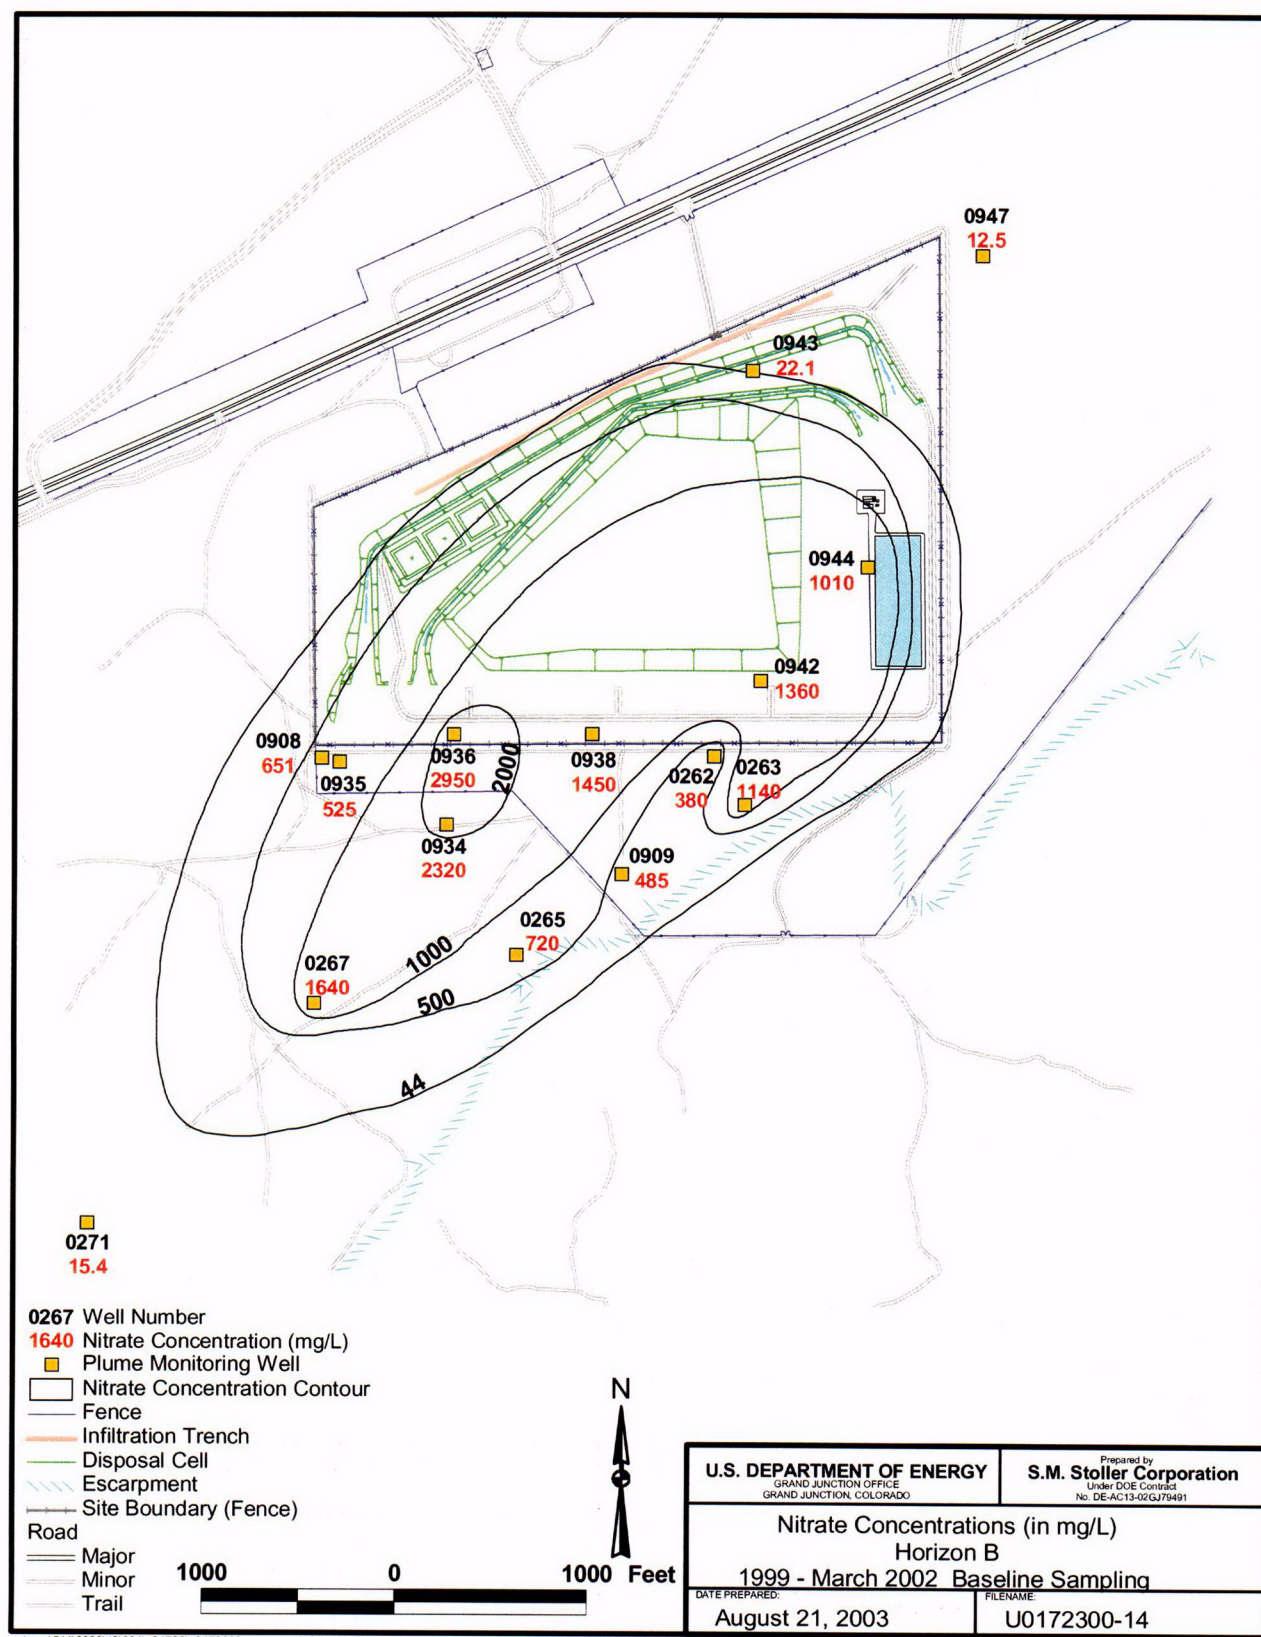 0947
12.5
0943
22.1
0944
1010
0942
1360
0908
651
0935
525
0936
2950
2000
0938
1450
0262
380
0263
1140
0934
2320
0909
485
0265
720
0267
1640
1000
500
44
0271
15.4
0267 Well Number
1640 Nitrate Concentration (mg/L)
Plume Monitoring Well
Nitrate Concentration Contour
Fence
Infiltration Trench
Disposal Cell
Escarpment
Site Boundary (Fence)
Road
Major
Minor
Trail
N
1000 0 1000 Feet
U.S. DEPARTMENT OF ENERGY
GRAND JUNCTION OFFICE
GRAND JUNCTION, COLORADO
Prepared by
S.M. Stoller Corporation
Under DOE Contract
No. DE-AC13-02GJ79491
Nitrate Concentrations (in mg/L)
Horizon B
1999 - March 2002 Baseline Sampling
DATE PREPARED:
August 21, 2003
FILENAME:
U0172300-14